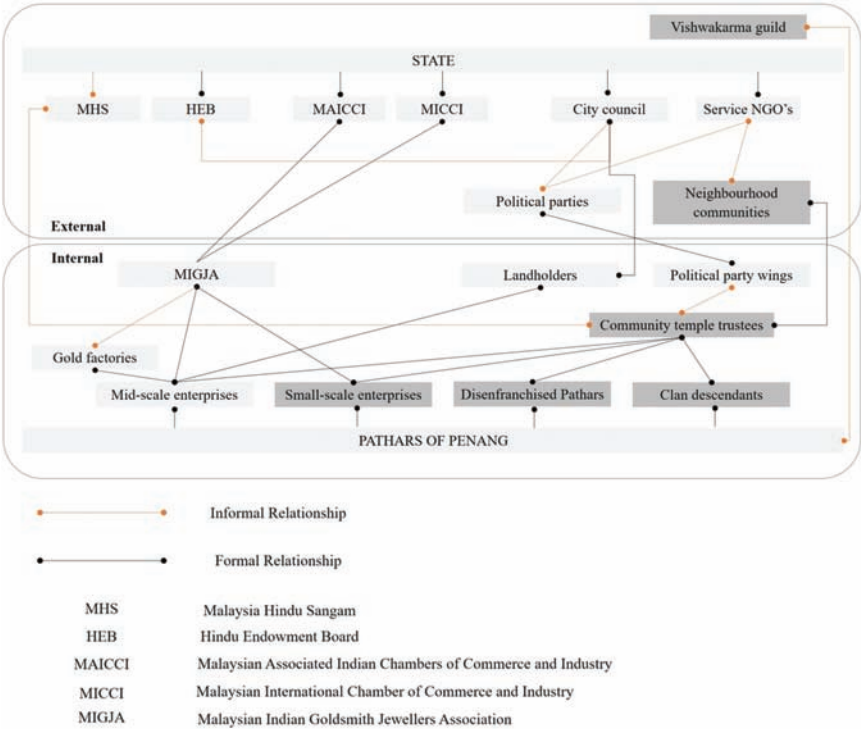 Vishwakarma guild
STATE
MHS
HEB
MAICCI
MICCI
City council
Service NGO's
Political parties
Neighbourhood
communities
External
Internal
MIGJA
Landholders
Political party wings
Community temple trustees
Gold factories
Mid-scale enterprises
Small-scale enterprises
Disenfranchised Pathars
Clan descendants
PATHARS OF PENANG
Informal Relationship
Formal Relationship
MHS Malaysia Hindu Sangam
HEB Hindu Endowment Board
MAICCI Malaysian Associated Indian Chambers of Commerce and Industry
MICCI Malaysian International Chamber of Commerce and Industry
MIGJA Malaysian Indian Goldsmith Jewellers Association